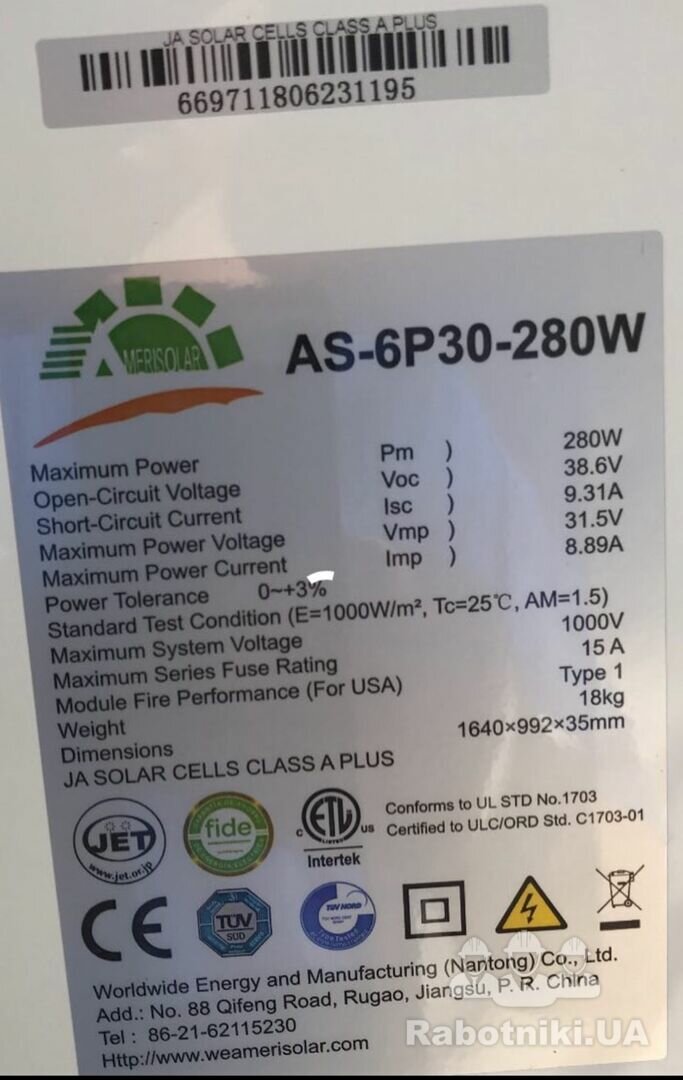 JA SOLAR CELLS CLASS A PLUS
669711806231195
AMERISOLAR
AS-6P30-280W
Maximum Power Pm ) 280W
Open-Circuit Voltage Voc ) 38.6V
Short-Circuit Current Isc ) 9.31A
Maximum Power Voltage Vmp ) 31.5V
Maximum Power Current Imp ) 8.89A
Power Tolerance 0~+3%
Standard Test Condition (E=1000W/m², Tc=25℃, AM=1.5)
Maximum System Voltage 1000V
Maximum Series Fuse Rating 15 A
Module Fire Performance (For USA) Type 1
Weight 18kg
Dimensions 1640×992×35mm
JA SOLAR CELLS CLASS A PLUS
JET
www.jet.or.jp
fide
C ETL US
LISTED
Intertek
Conforms to UL STD No.1703
Certified to ULC/ORD Std. C1703-01
CE
TÜV
SÜD
TÜV NORD
Worldwide Energy and Manufacturing (Nantong) Co., Ltd.
Add.: No. 88 Qifeng Road, Rugao, Jiangsu, P. R. China
Tel : 86-21-62115230
Http://www.weamerisolar.com
Rabotniki.UA